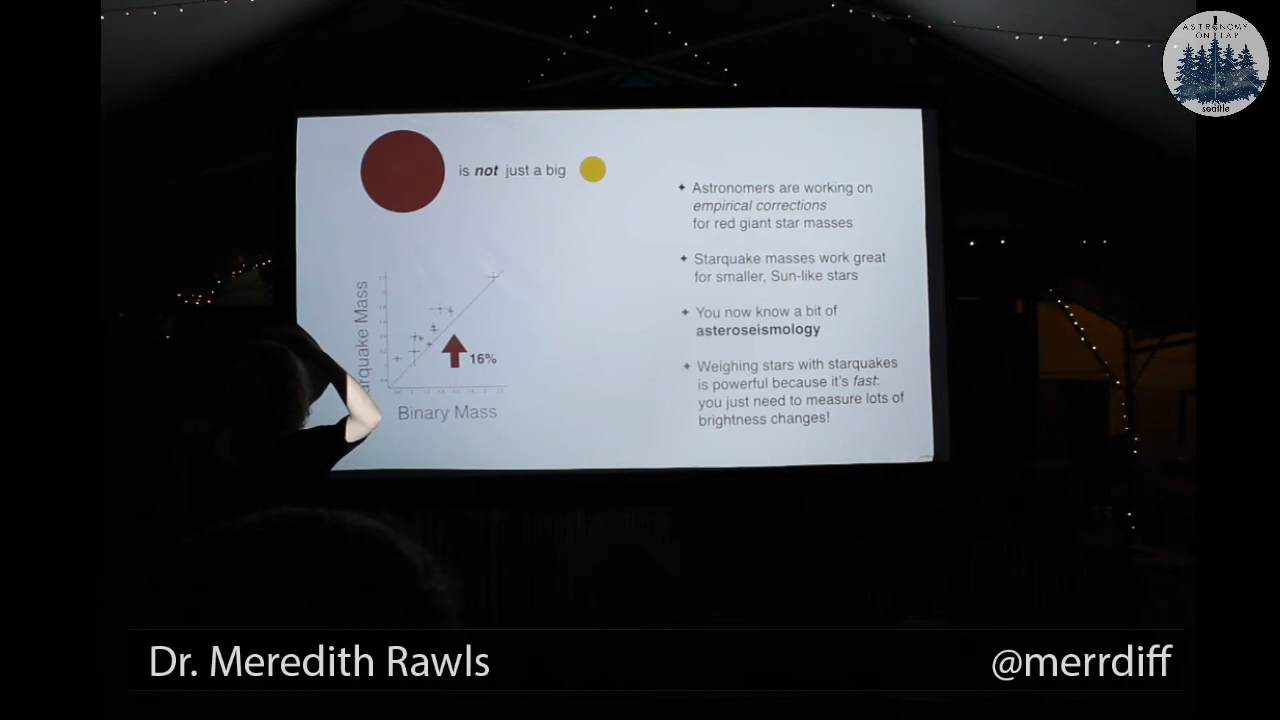 ASTRONOMY
ON TAP
seattle
is not just a big
Mass
16%
Binary Mass
Astronomers are working on
empirical corrections
for red giant star masses
Starquake masses work great
for smaller, Sun-like stars
You now know a bit of
asteroseismology
Weighing stars with starquakes
is powerful because it's fast:
you just need to measure lots of
brightness changes!
Dr. Meredith Rawls
@merrdiff